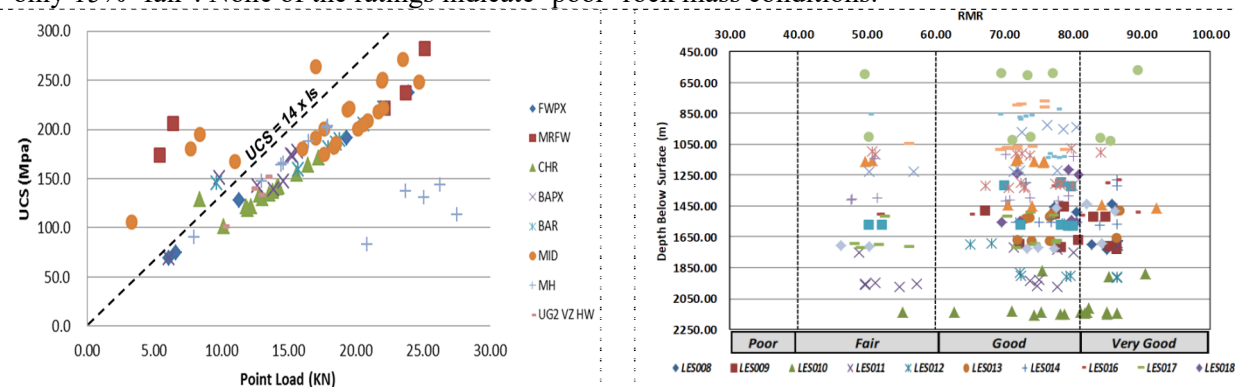 only 15% "fair". None of the ratings indicate "poor" rock mass conditions.
300.0
250.0
200.0
150.0
100.0
50.0
0.0
UCS (Mpa)
UCS = 14 x Is
0.00 5.00 10.00 15.00 20.00 25.00 30.00
Point Load (KN)
FWPX
MRFW
CHR
BAPX
BAR
MID
MH
UG2 VZ HW
RMR
30.00 40.00 50.00 60.00 70.00 80.00 90.00 100.00
450.00
650.00
850.00
1050.00
1250.00
1450.00
1650.00
1850.00
2050.00
2250.00
Depth Below Surface (m)
Poor Fair Good Very Good
LES008 LES009 LES010 LES011 LES012 LES013 LES014 LES016 LES017 LES018